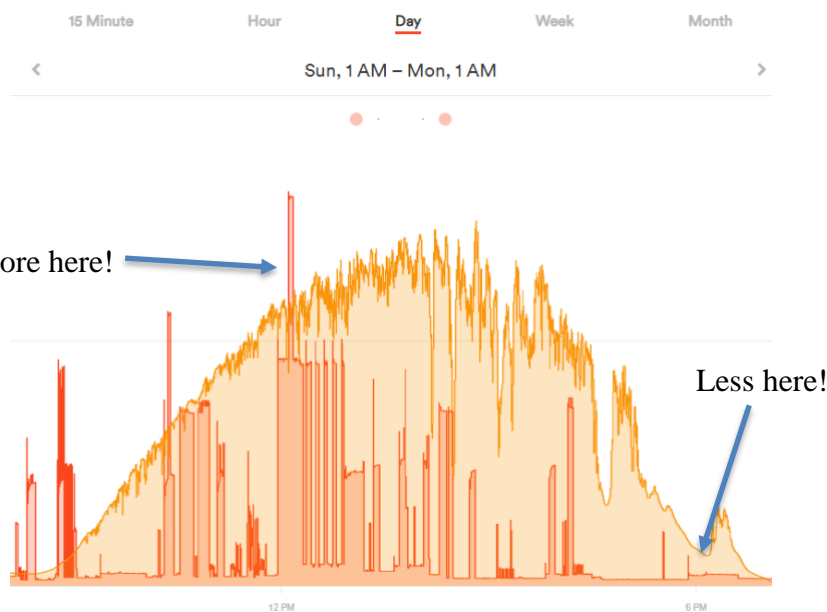 15 Minute Hour Day Week Month
< Sun, 1 AM – Mon, 1 AM >
ore here!
Less here!
12 PM 6 PM